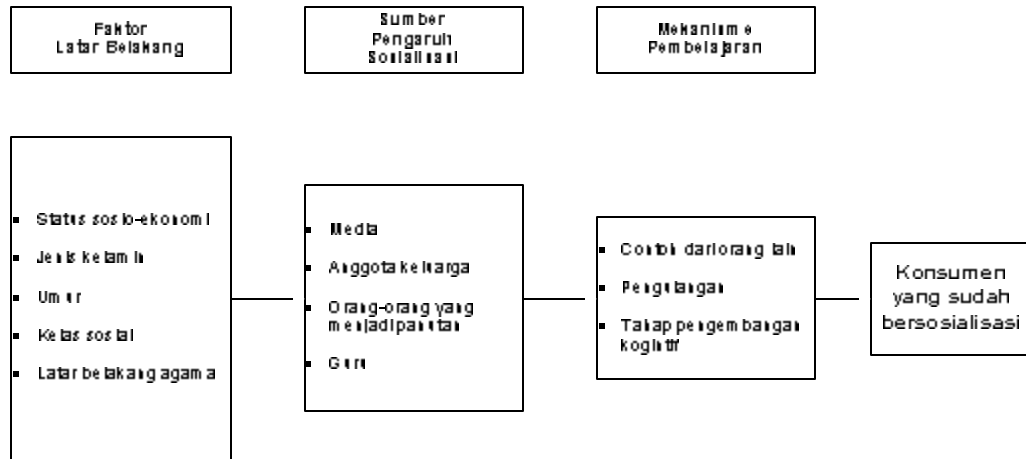 Faktor
Latar Belakang
Sumber
Pengaruh
Sosialisasi
Mekanisme
Pembelajaran
Status sosio-ekonomi
Jenis kelamin
Umur
Kelas sosial
Latar belakang agama
Media
Anggota keluarga
Orang-orang yang
menjadi panutan
Guru
Contoh dari orang lain
Pengulangan
Tahap pengembangan
kognitif
Konsumen
yang sudah
bersosialisasi